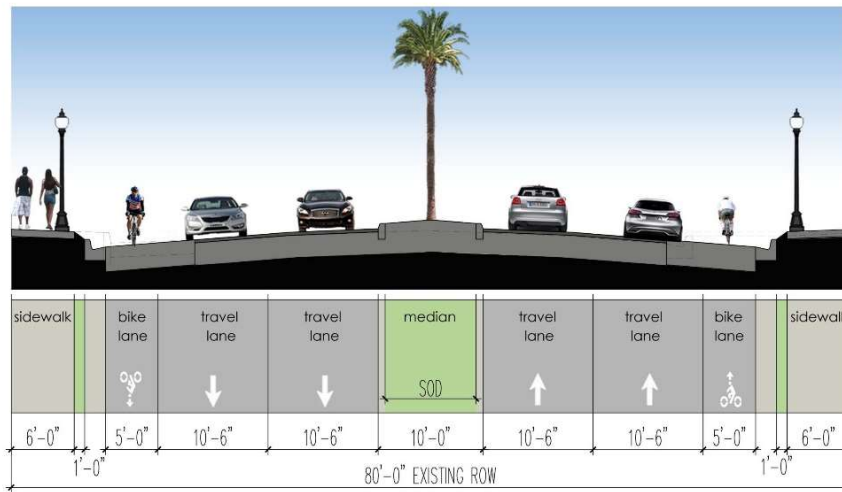 sidewalk bike lane travel lane travel lane median travel lane travel lane bike lane sidewalk
SOD
6'-0" 5'-0" 10'-6" 10'-6" 10'-0" 10'-6" 10'-6" 5'-0" 6'-0"
1'-0" 1'-0"
80'-0" EXISTING ROW